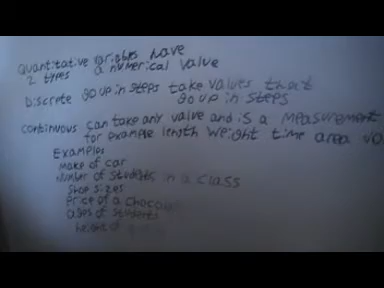 Quantitative variables have
2 types a numerical value
Discrete go up in steps take values that
go up in steps
continuous can take any value and is a measurement
for example length weight time area
Examples
make of car
number of students in a class
shoe sizes
Price of a
ages of students
height of